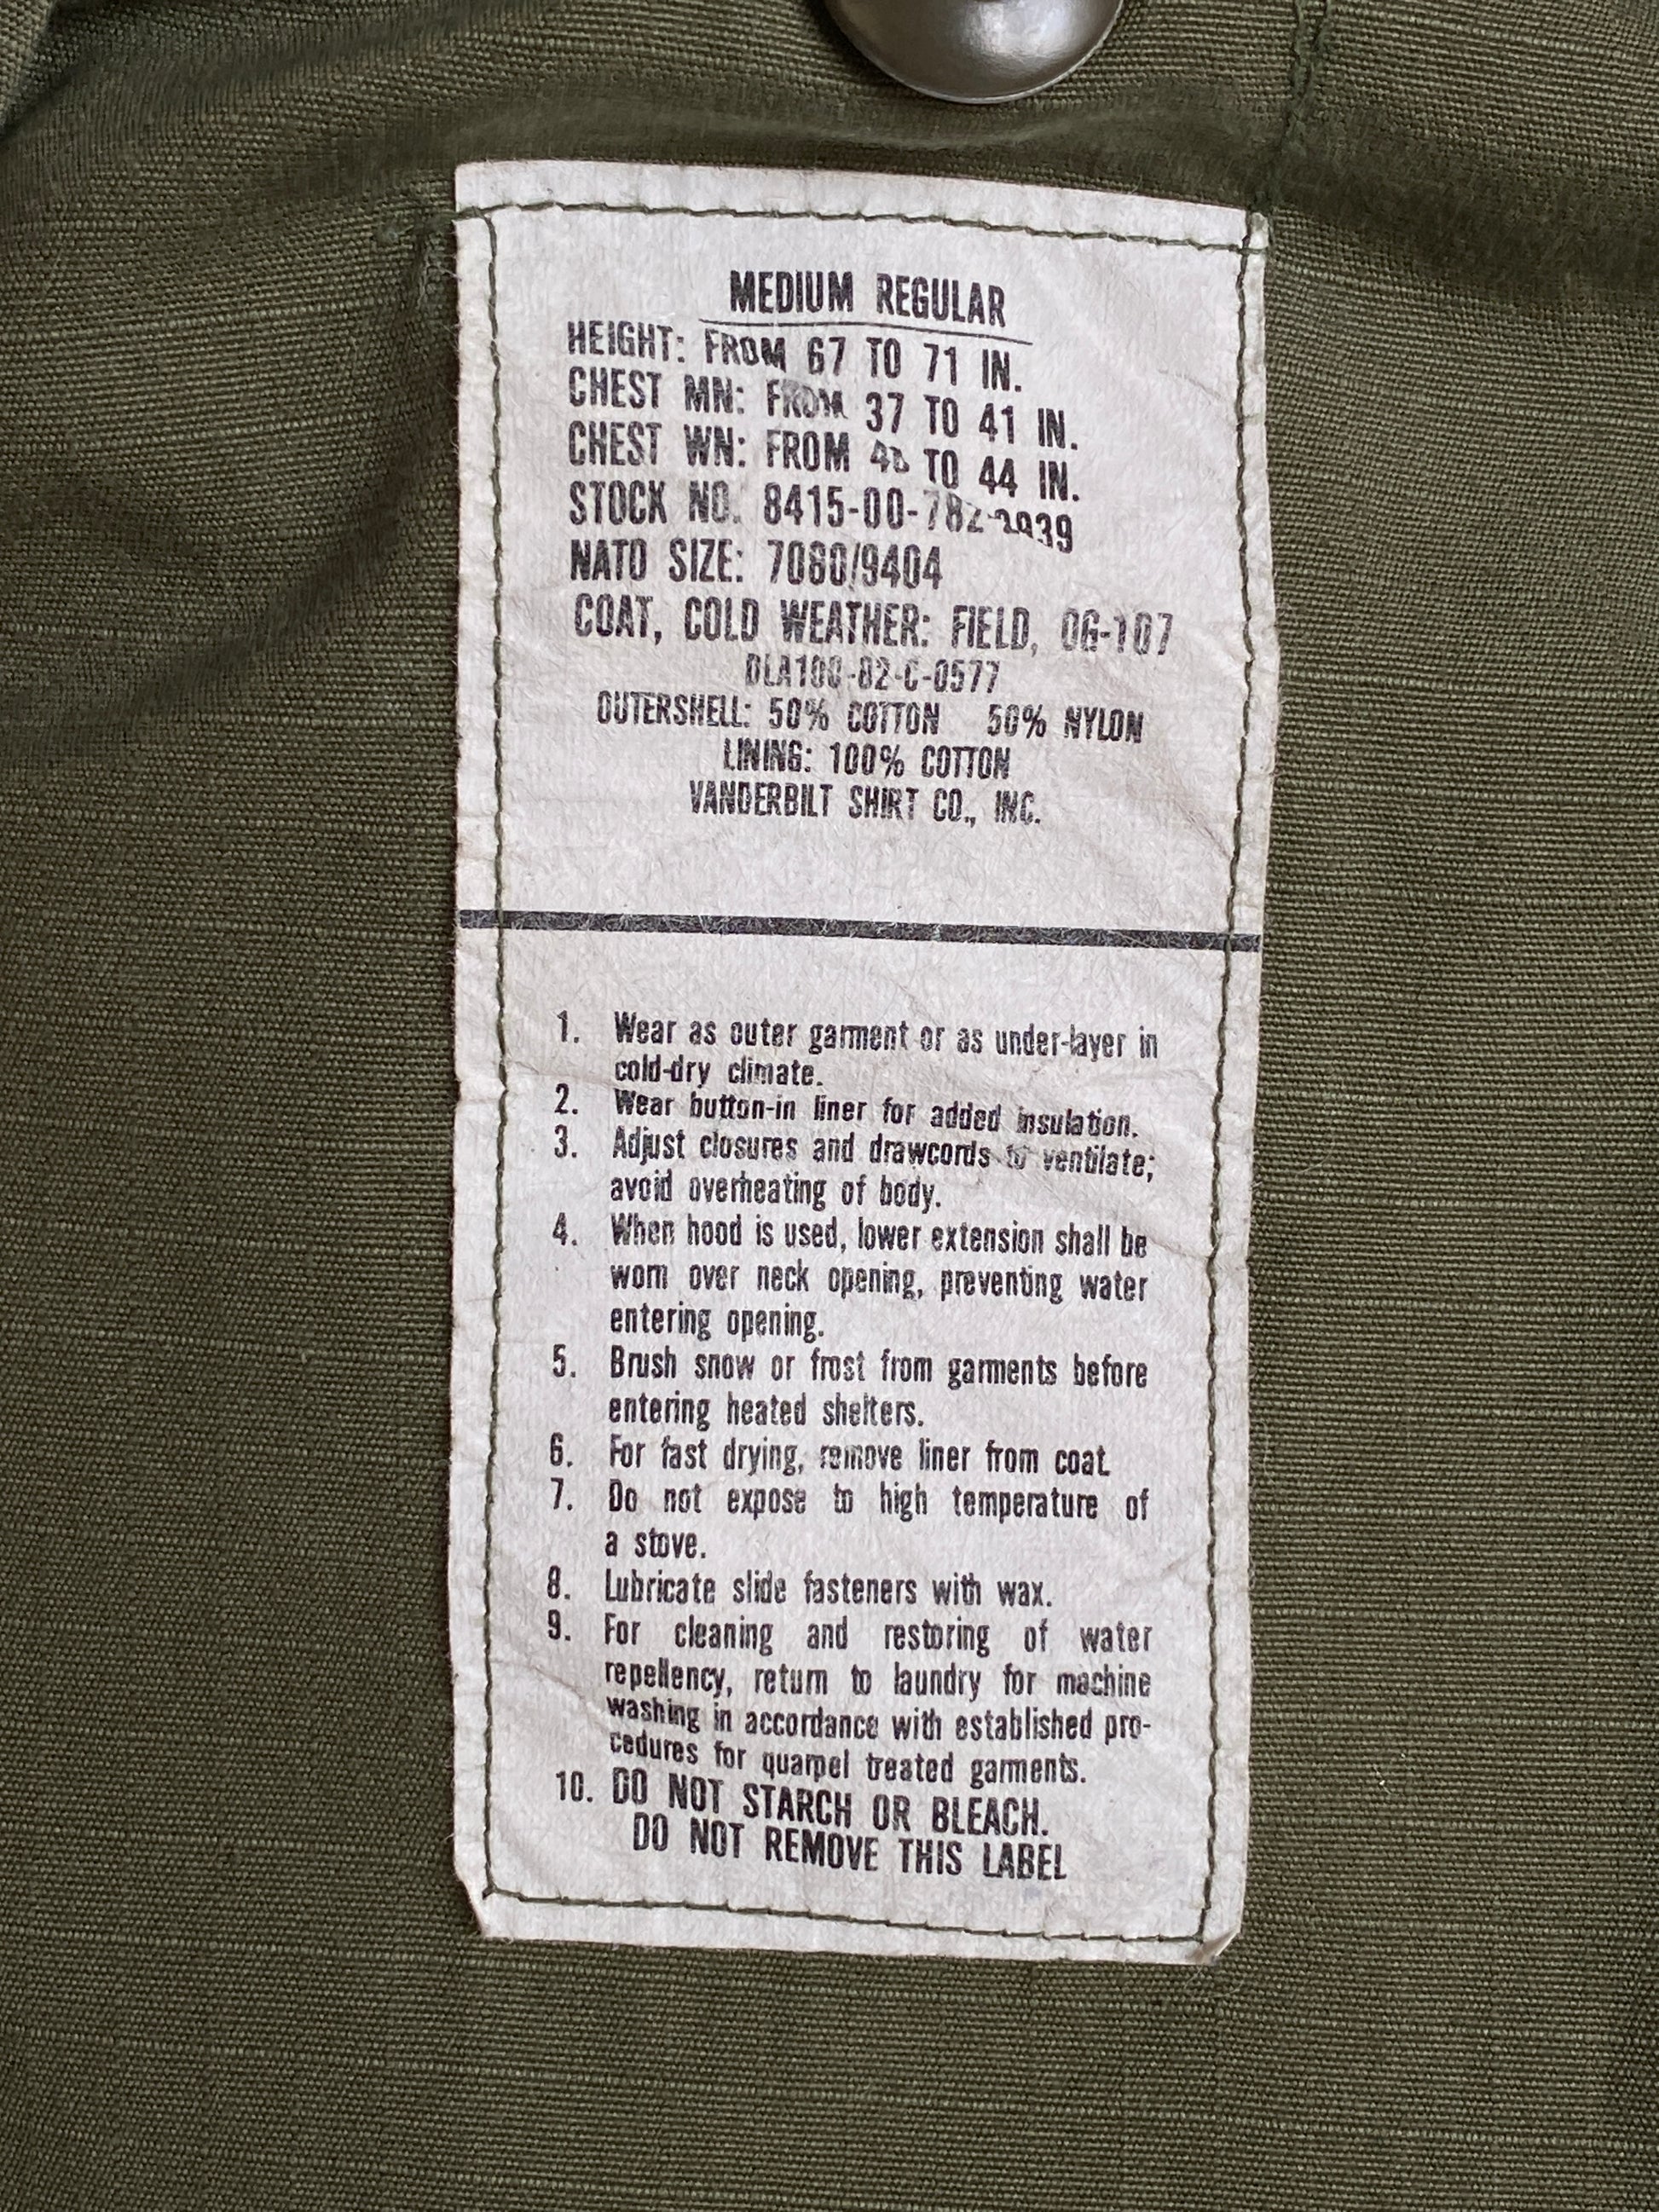 MEDIUM REGULAR
HEIGHT: FROM 67 TO 71 IN.
CHEST MN: FROM 37 TO 41 IN.
CHEST WN: FROM TO 44 IN.
STOCK NO. 8415-00-782-2939
NATO SIZE: 7080/9404
COAT, COLD WEATHER: FIELD, OG-107
DLA100-82-C-0577
OUTERSHELL: 50% COTTON 50% NYLON
LINING: 100% COTTON
VANDERBILT SHIRT CO., INC.
1. Wear as outer garment or as under-layer in
cold-dry climate.
2. Wear button-in liner for added insulation.
3. Adjust closures and drawcords to ventilate;
avoid overheating of body.
4. When hood is used, lower extension shall be
worn over neck opening, preventing water
entering opening.
5. Brush snow or frost from garments before
entering heated shelters.
6. For fast drying, remove liner from coat.
7. Do not expose to high temperature of
a stove.
8. Lubricate slide fasteners with wax.
9. For cleaning and restoring of water
repellency, return to laundry for machine
washing in accordance with established pro-
cedures for quarpel treated garments.
10. DO NOT STARCH OR BLEACH.
DO NOT REMOVE THIS LABEL